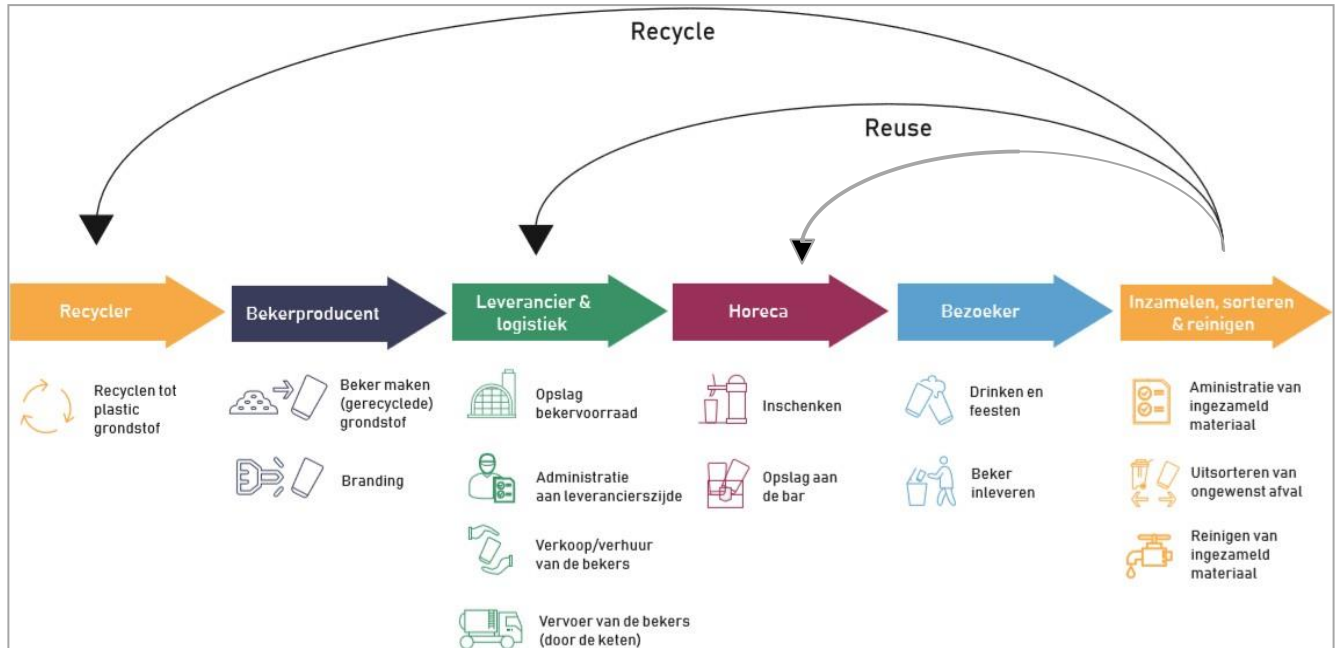 Recycle
Reuse
Recycler
Bekerproducent
Leverancier &
logistiek
Horeca
Bezoeker
Inzamelen, sorteren
& reinigen
Recyclen tot
plastic
grondstof
Beker maken
(gerecyclede)
grondstof
Branding
Opslag
bekervoorraad
Administratie
aan leverancierszijde
Verkoop/verhuur
van de bekers
Vervoer van de bekers
(door de keten)
Inschenken
Opslag aan
de bar
Drinken en
feesten
Beker
inleveren
Aministratie van
ingezameld
materiaal
Uitsorteren van
ongewenst afval
Reinigen van
ingezameld
materiaal